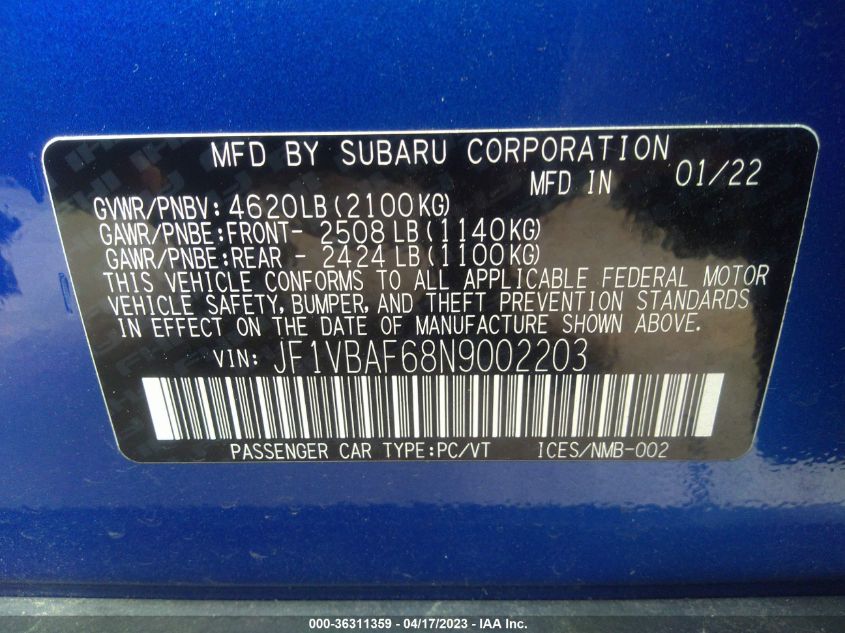 MFD BY SUBARU CORPORATION
MFD IN 01/22
GVWR/PNBV: 4620LB (2100KG)
GAWR/PNBE:FRONT- 2508 LB (1140KG)
GAWR/PNBE:REAR - 2424 LB (1100KG)
THIS VEHICLE CONFORMS TO ALL APPLICABLE FEDERAL MOTOR
VEHICLE SAFETY, BUMPER, AND THEFT PREVENTION STANDARDS
IN EFFECT ON THE DATE OF MANUFACTURE SHOWN ABOVE.
VIN: JF1VBAF68N9002203
PASSENGER CAR TYPE:PC/VT ICES/NMB-002
000-36311359 - 04/17/2023 - IAA Inc.